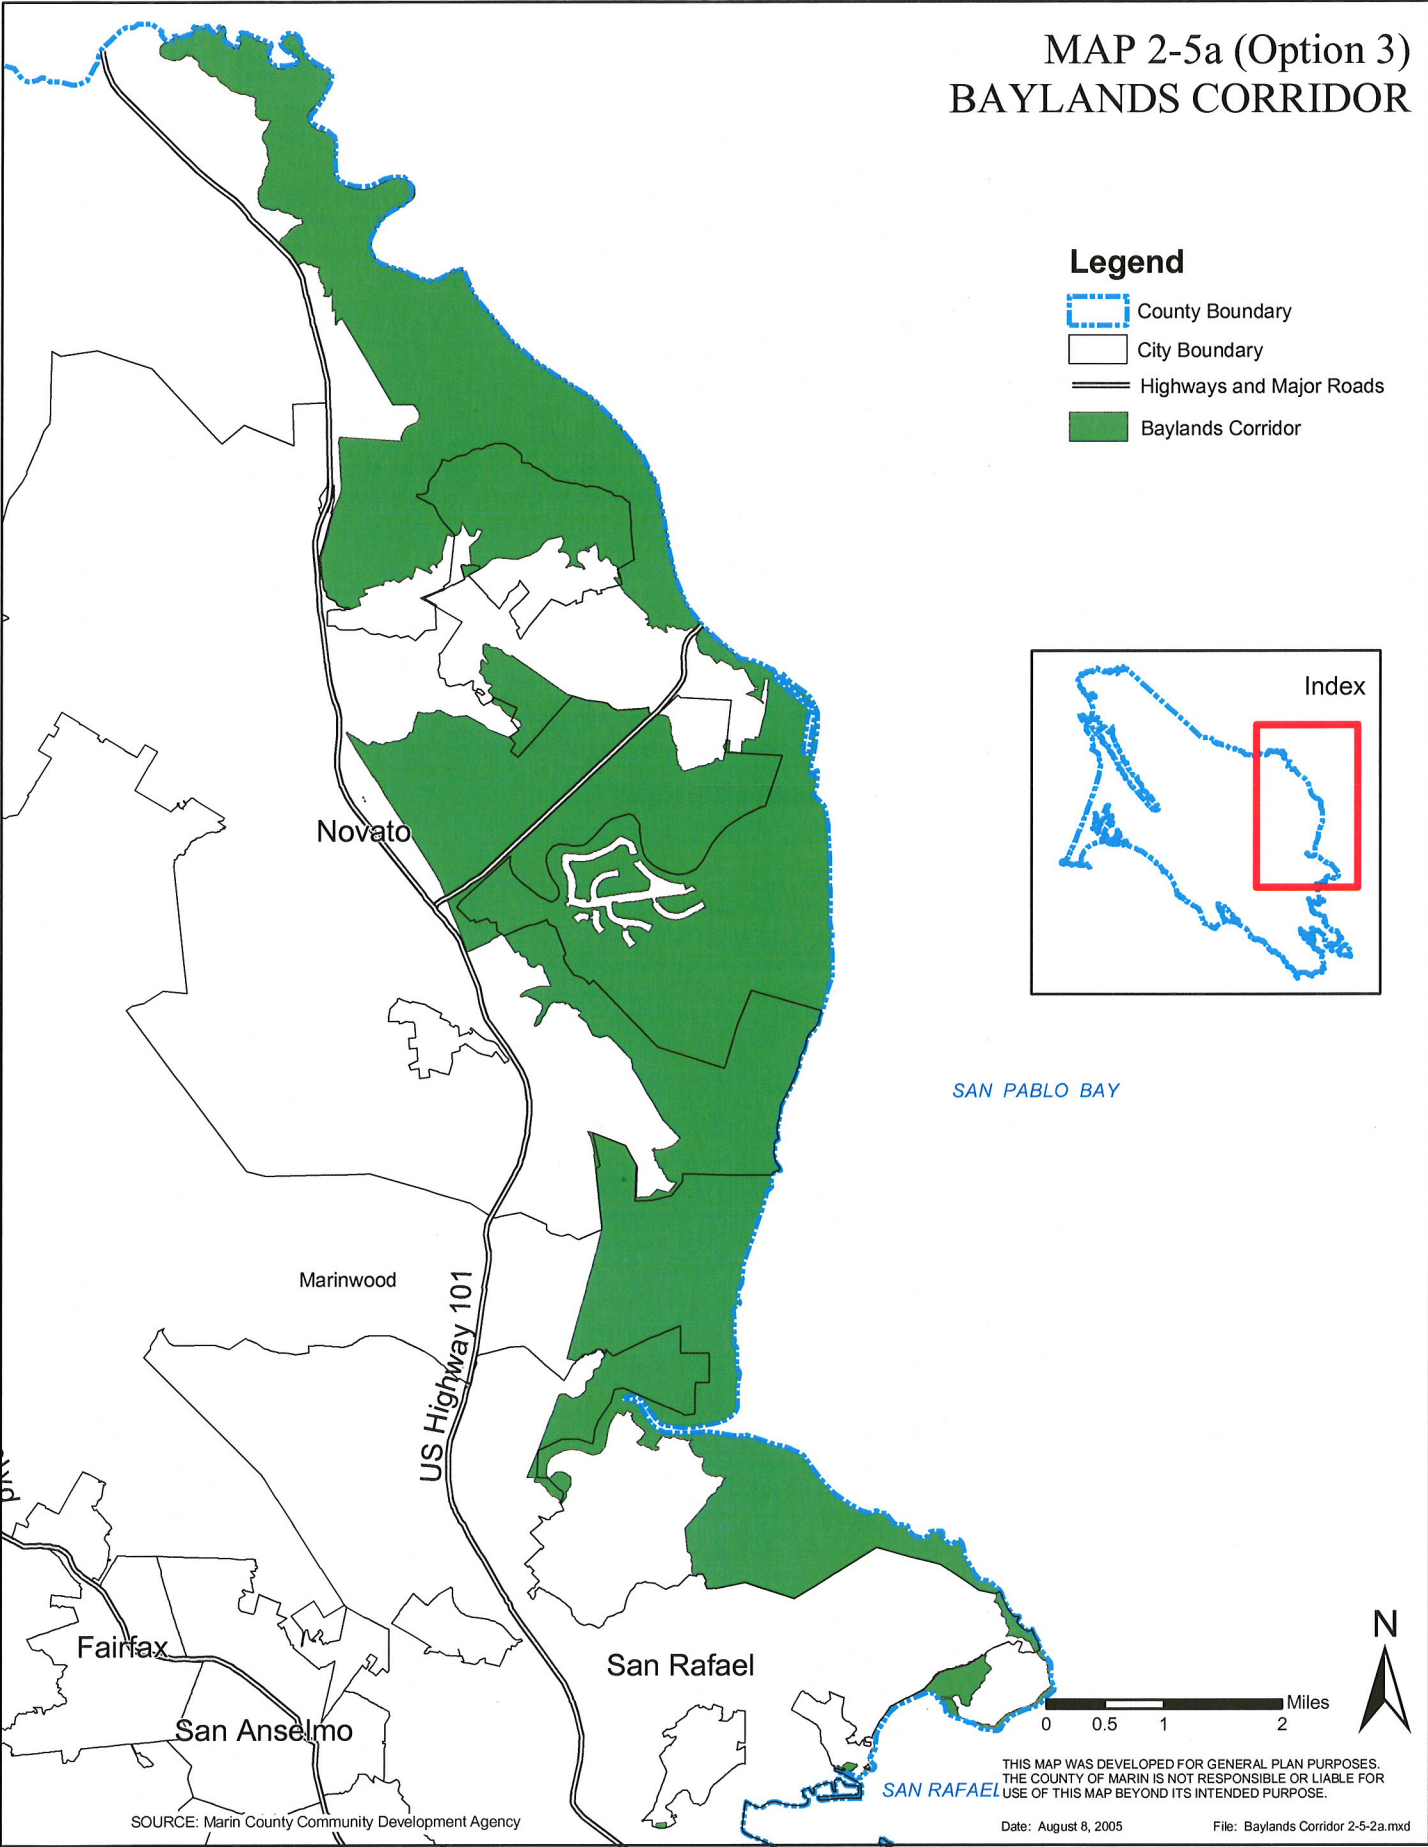 MAP 2-5a (Option 3)
BAYLANDS CORRIDOR
Legend
County Boundary
City Boundary
Highways and Major Roads
Baylands Corridor
Index
Novato
SAN PABLO BAY
Marinwood
US Highway 101
Fairfax
San Rafael
San Anselmo
N
Miles
0 0.5 1 2
SAN RAFAEL
THIS MAP WAS DEVELOPED FOR GENERAL PLAN PURPOSES.
THE COUNTY OF MARIN IS NOT RESPONSIBLE OR LIABLE FOR
USE OF THIS MAP BEYOND ITS INTENDED PURPOSE.
SOURCE: Marin County Community Development Agency
Date: August 8, 2005
File: Baylands Corridor 2-5-2a.mxd